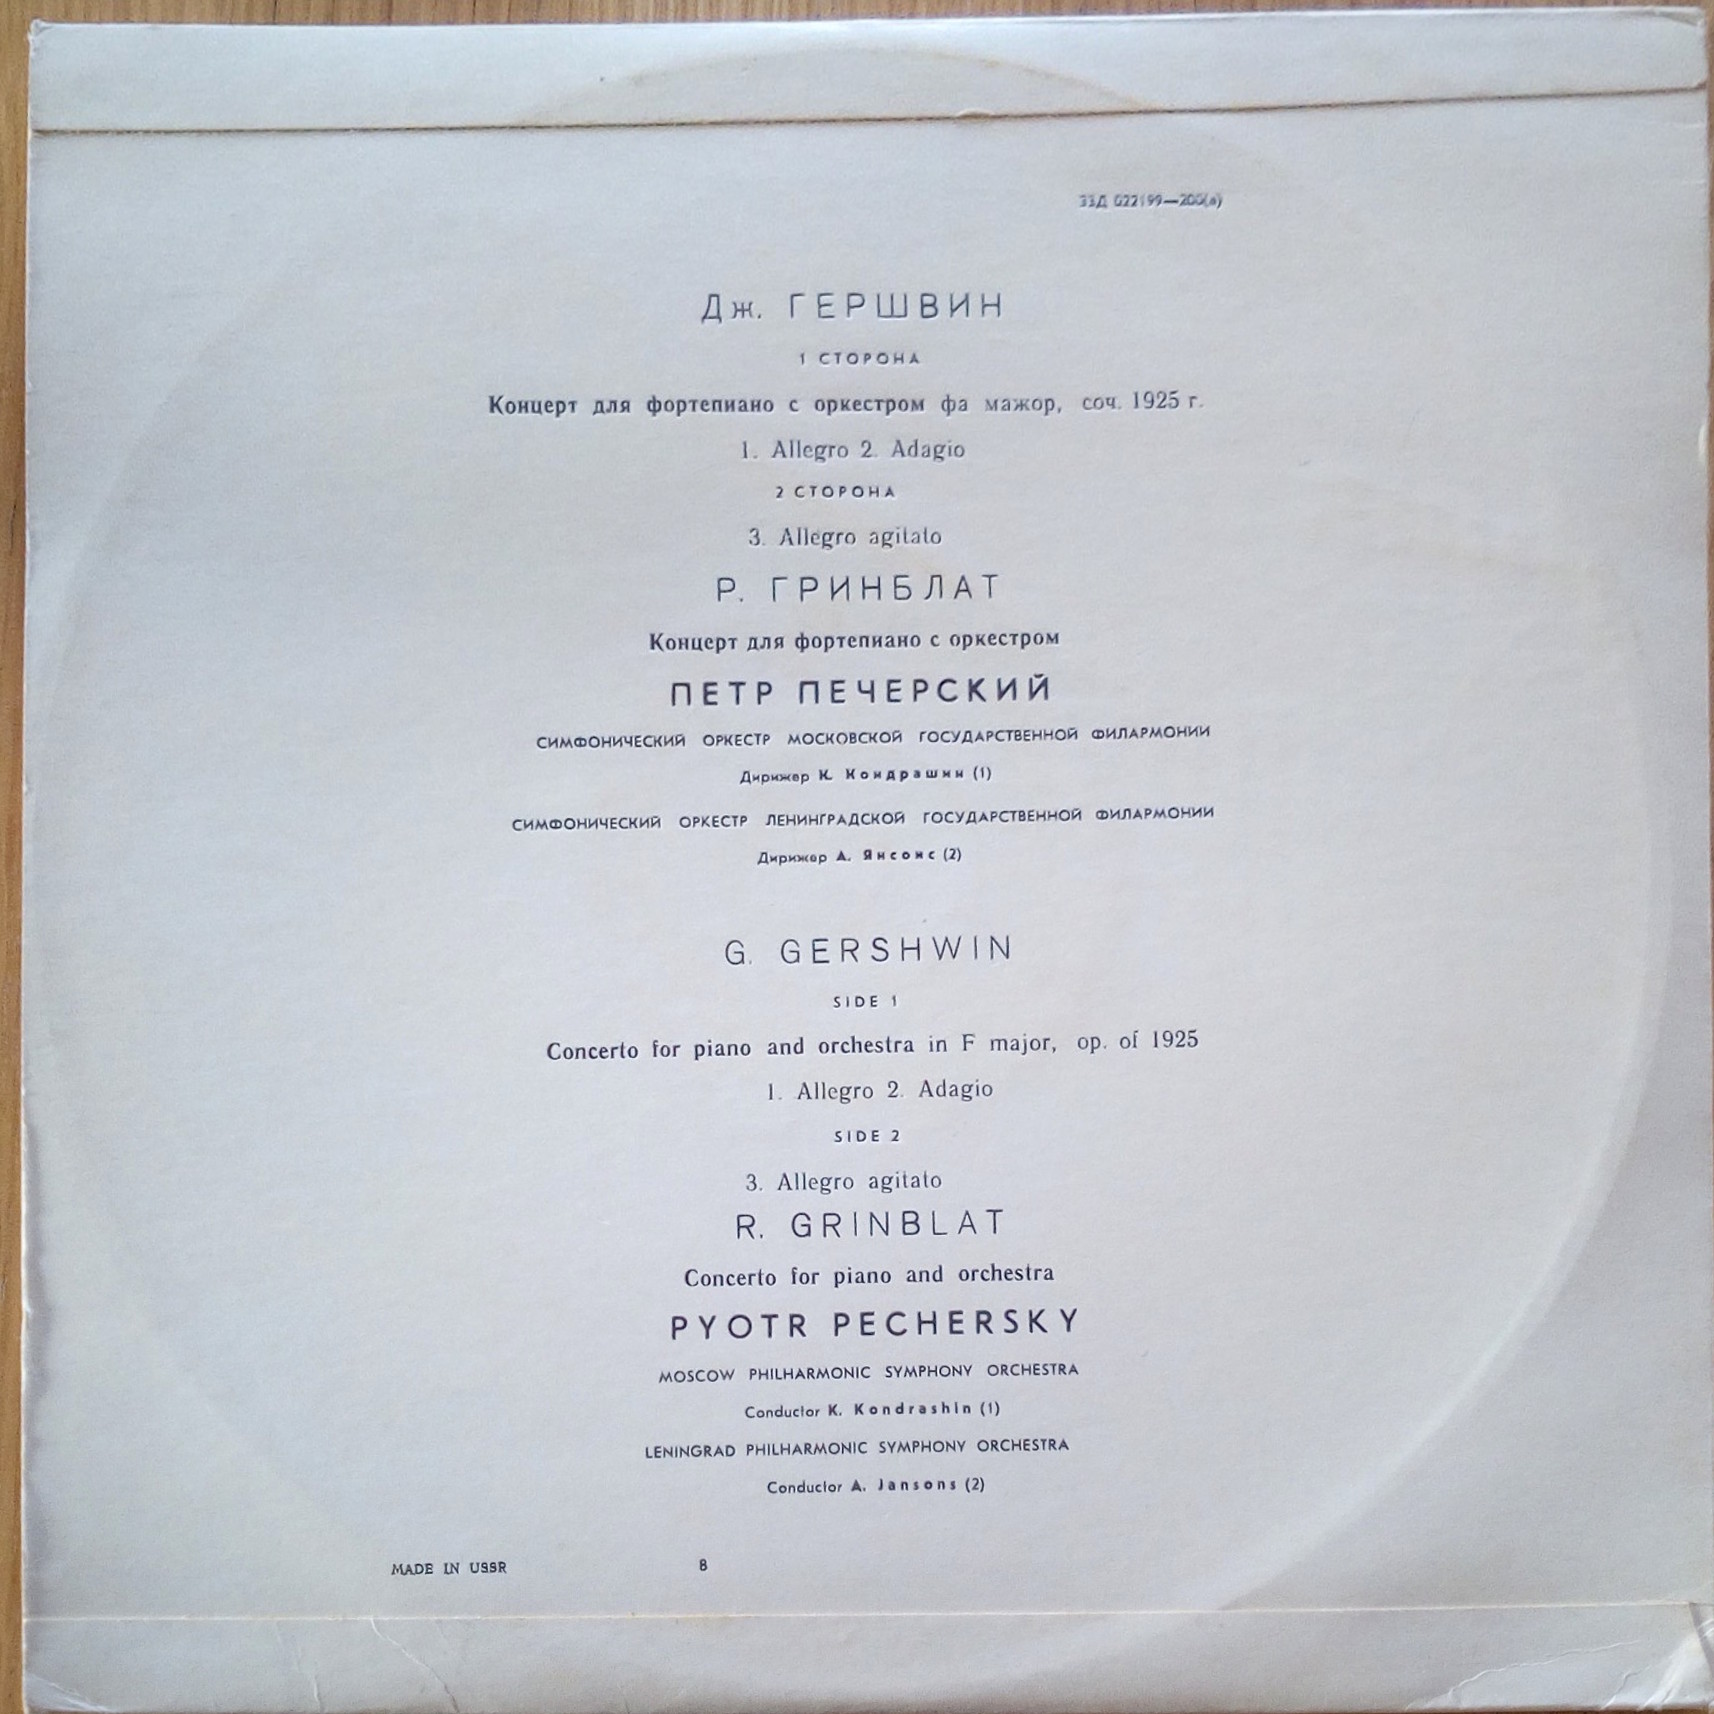 33Д 022199—200(а)
Дж. ГЕРШВИН
1 СТОРОНА
Концерт для фортепиано с оркестром фа мажор, соч. 1925 г.
1. Allegro 2. Adagio
2 СТОРОНА
3. Allegro agitato
Р. ГРИНБЛАТ
Концерт для фортепиано с оркестром
ПЕТР ПЕЧЕРСКИЙ
СИМФОНИЧЕСКИЙ ОРКЕСТР МОСКОВСКОЙ ГОСУДАРСТВЕННОЙ ФИЛАРМОНИИ
Дирижер К. Кондрашин (1)
СИМФОНИЧЕСКИЙ ОРКЕСТР ЛЕНИНГРАДСКОЙ ГОСУДАРСТВЕННОЙ ФИЛАРМОНИИ
Дирижер А. Янсонс (2)
G. GERSHWIN
SIDE 1
Concerto for piano and orchestra in F major, op. of 1925
1. Allegro 2. Adagio
SIDE 2
3. Allegro agitato
R. GRINBLAT
Concerto for piano and orchestra
PYOTR PECHERSKY
MOSCOW PHILHARMONIC SYMPHONY ORCHESTRA
Conductor K. Kondrashin (1)
LENINGRAD PHILHARMONIC SYMPHONY ORCHESTRA
Conductor A. Jansons (2)
MADE IN USSR 8